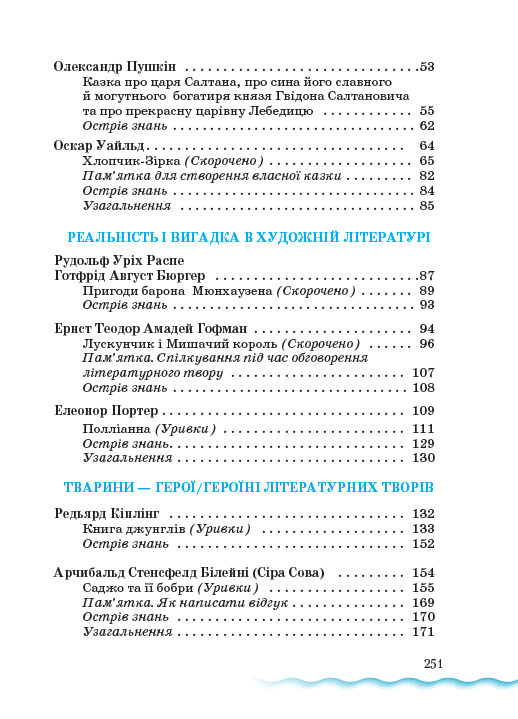 Олександр Пушкін . . . . . . . . . . . . . . . . . . . . . . . . . . . . . . .53
Казка про царя Салтана, про сина його славного
й могутнього богатиря князя Гвідона Салтановича
та про прекрасну царівну Лебедицю . . . . . . . . . . . . 55
Острів знань . . . . . . . . . . . . . . . . . . . . . . . . . . . . . . . . 62
Оскар Уайльд . . . . . . . . . . . . . . . . . . . . . . . . . . . . . . . . . . 64
Хлопчик-Зірка (Скорочено) . . . . . . . . . . . . . . . . . . . 65
Пам’ятка для створення власної казки . . . . . . . . . 82
Острів знань . . . . . . . . . . . . . . . . . . . . . . . . . . . . . . . . 84
Узагальнення . . . . . . . . . . . . . . . . . . . . . . . . . . . . . . . 85
РЕАЛЬНІСТЬ І ВИГАДКА В ХУДОЖНІЙ ЛІТЕРАТУРІ
Рудольф Уріх Распе
Готфрід Август Бюргер . . . . . . . . . . . . . . . . . . . . . . . . . . .87
Пригоди барона Мюнхаузена (Скорочено) . . . . . . . 89
Острів знань . . . . . . . . . . . . . . . . . . . . . . . . . . . . . . . . 93
Ернст Теодор Амадей Гофман . . . . . . . . . . . . . . . . . . . . . 94
Лускунчик і Мишачий король (Скорочено) . . . . . . 96
Пам’ятка. Спілкування під час обговорення
літературного твору . . . . . . . . . . . . . . . . . . . . . . . 107
Острів знань . . . . . . . . . . . . . . . . . . . . . . . . . . . . . . . 108
Елеонор Портер . . . . . . . . . . . . . . . . . . . . . . . . . . . . . . . . 109
Полліанна (Уривки) . . . . . . . . . . . . . . . . . . . . . . . . 111
Острів знань. . . . . . . . . . . . . . . . . . . . . . . . . . . . . . . 129
Узагальнення . . . . . . . . . . . . . . . . . . . . . . . . . . . . . . 130
ТВАРИНИ — ГЕРОЇ/ГЕРОЇНІ ЛІТЕРАТУРНИХ ТВОРІВ
Редьярд Кіплінг . . . . . . . . . . . . . . . . . . . . . . . . . . . . . . . . 132
Книга джунглів (Уривки) . . . . . . . . . . . . . . . . . . . 133
Острів знань . . . . . . . . . . . . . . . . . . . . . . . . . . . . . . 152
Арчибальд Стенсфелд Білейні (Сіра Сова) . . . . . . . . . 154
Саджо та її бобри (Уривки) . . . . . . . . . . . . . . . . . . 155
Пам’ятка. Як написати відгук . . . . . . . . . . . . . . . 169
Острів знань . . . . . . . . . . . . . . . . . . . . . . . . . . . . . . 170
Узагальнення . . . . . . . . . . . . . . . . . . . . . . . . . . . . . . 171
251